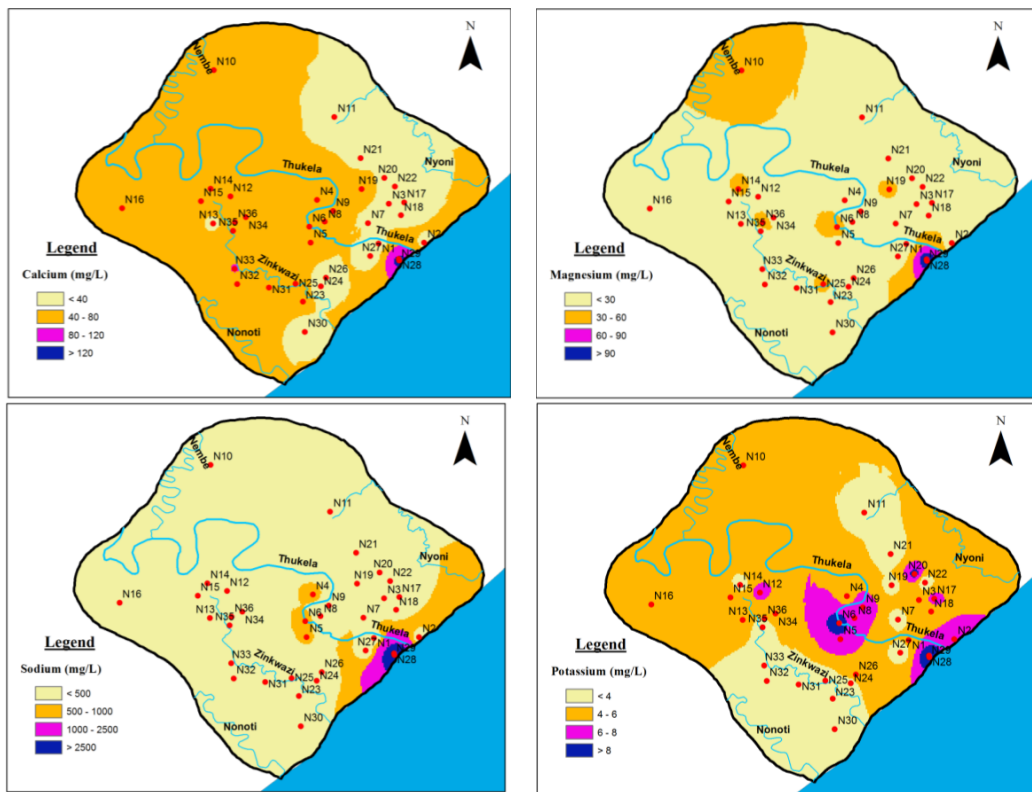 N
Nembe
N10
N11
N21
Nyoni
Thukela
N20
N22
N14
N12
N19
N16
N15
N4
N17
N9
N3
N18
N13
N36
N6
N8
N7
N35
N34
N5
Thukela
N2
N27
N1
N29
N28
Legend
Calcium (mg/L)
< 40
40 - 80
80 - 120
> 120
N33
Zinkwazi
N26
N32
N25
N24
N31
N23
N30
Nonoti
N
Nembe
N10
N11
N21
Nyoni
Thukela
N20
N22
N14
N12
N19
N16
N15
N4
N17
N9
N3
N18
N13
N36
N6
N8
N7
N35
N34
N5
Thukela
N2
N27
N1
N29
N28
Legend
Magnesium (mg/L)
< 30
30 - 60
60 - 90
> 90
N33
Zinkwazi
N26
N32
N25
N24
N31
N23
N30
Nonoti
N
Nembe
N10
N11
N21
Nyoni
Thukela
N20
N22
N14
N12
N19
N16
N15
N4
N17
N9
N3
N18
N13
N36
N6
N8
N7
N35
N34
N5
Thukela
N2
N27
N1
N29
N28
Legend
Sodium (mg/L)
< 500
500 - 1000
1000 - 2500
> 2500
N33
Zinkwazi
N26
N32
N25
N24
N31
N23
N30
Nonoti
N
Nembe
N10
N11
N21
Nyoni
Thukela
N20
N22
N14
N12
N19
N16
N15
N4
N17
N9
N3
N18
N13
N36
N6
N8
N7
N35
N34
N5
Thukela
N2
N27
N1
N29
N28
Legend
Potassium (mg/L)
< 4
4 - 6
6 - 8
> 8
N33
Zinkwazi
N26
N32
N25
N24
N31
N23
N30
Nonoti